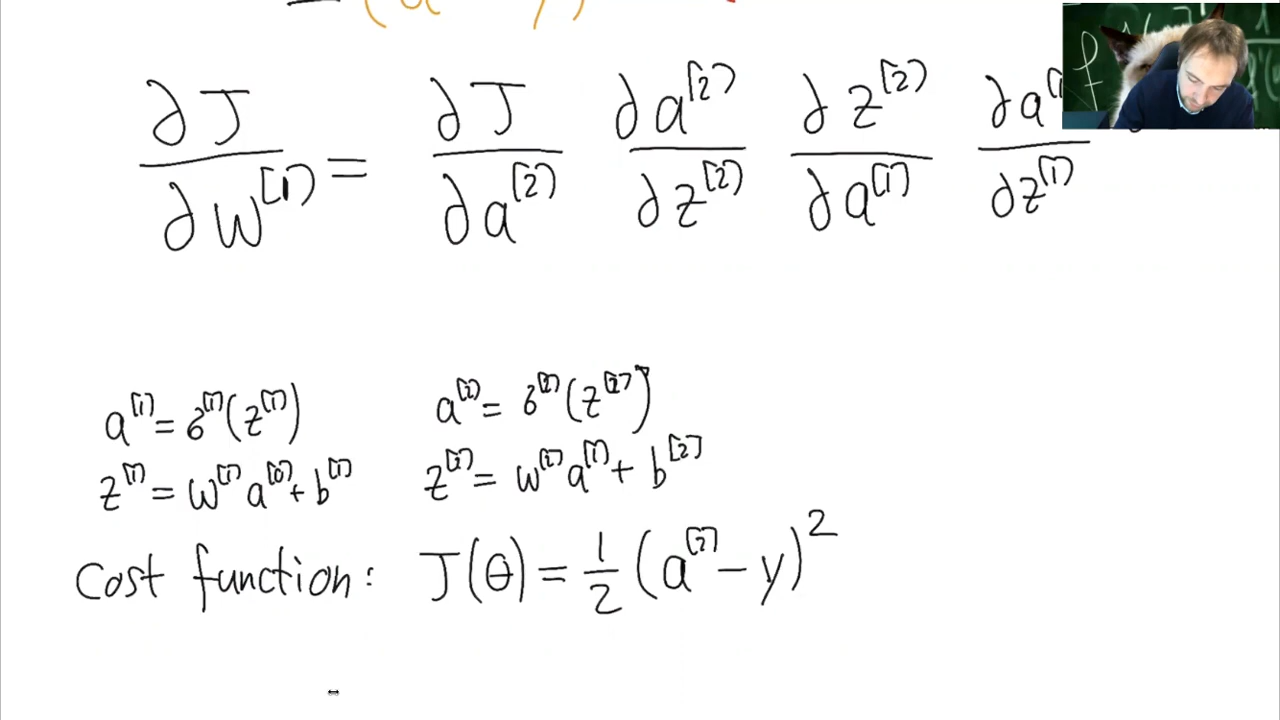 = (a - y)
∂J/∂w^[1] = ∂J/∂a^[2] ∂a^[2]/∂z^[2] ∂z^[2]/∂a^[1] ∂a^[1]/∂z^[1]
a^[1] = σ^[1](z^[1]) a^[2] = σ^[2](z^[2])
z^[1] = w^[1] a^[0] + b^[1] z^[2] = w^[2] a^[1] + b^[2]
Cost function: J(θ) = 1/2 (a^[2] - y)^2